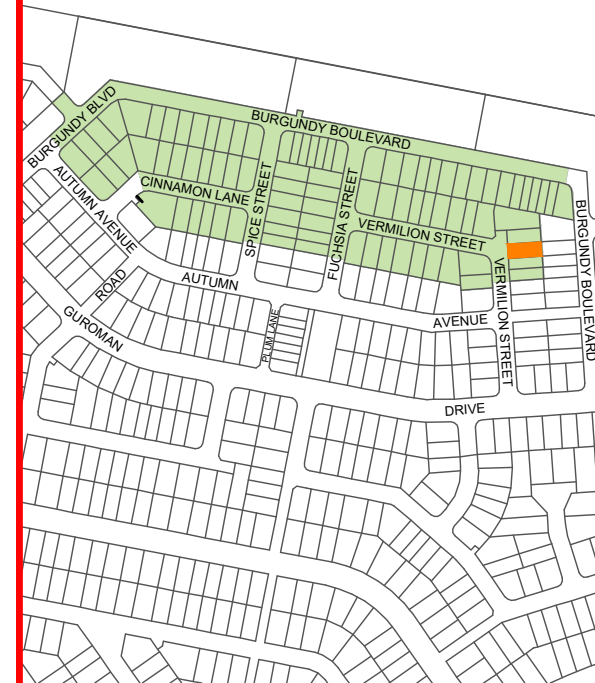 BURGUNDY BLVD
BURGUNDY BOULEVARD
CINNAMON LANE
SPICE STREET
FUCHSIA STREET
AUTUMN AVENUE
VERMILION STREET
BURGUNDY BOULEVARD
VERMILION STREET
ROAD
AUTUMN
AVENUE
PLUM LANE
GUROMAN
DRIVE